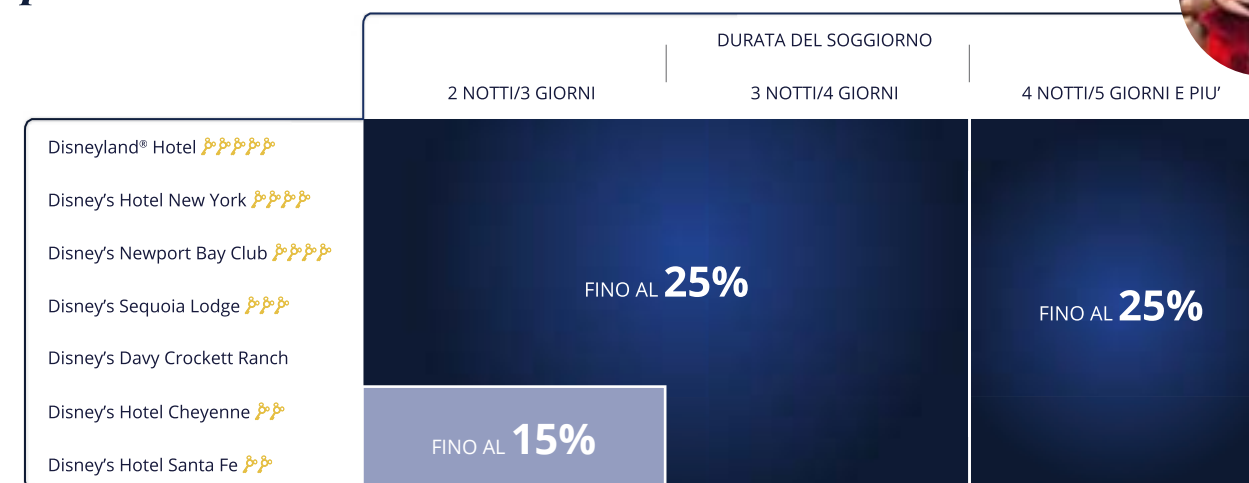 DURATA DEL SOGGIORNO
2 NOTTI/3 GIORNI
3 NOTTI/4 GIORNI
4 NOTTI/5 GIORNI E PIU'
Disneyland® Hotel
Disney's Hotel New York
Disney's Newport Bay Club
Disney's Sequoia Lodge
Disney's Davy Crockett Ranch
Disney's Hotel Cheyenne
Disney's Hotel Santa Fe
FINO AL 25%
FINO AL 25%
FINO AL 15%